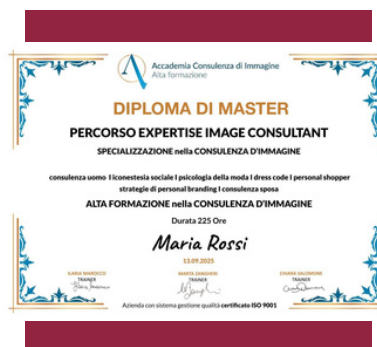 Accademia Consulenza di Immagine
Alta formazione
DIPLOMA DI MASTER
PERCORSO EXPERTISE IMAGE CONSULTANT
SPECIALIZZAZIONE nella CONSULENZA D'IMMAGINE
consulenza uomo I iconestesia sociale I psicologia della moda I dress code I personal shopper
strategie di personal branding I consulenza sposa
ALTA FORMAZIONE nella CONSULENZA D'IMMAGINE
Durata 225 Ore
Maria Rossi
13.09.2025
ILARIA MAROCCO MARTA ZANGHERI CHIARA SALOMONE
TRAINER TRAINER TRAINER
Azienda con sistema gestione qualità certificato ISO 9001